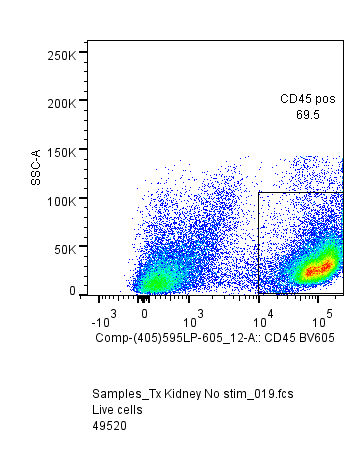 250K
200K
150K
100K
50K
0
SSC-A
CD45 pos
69.5
-10 3
0
10 3
10 4
10 5
Comp-(405)595LP-605_12-A:: CD45 BV605
Samples_Tx Kidney No stim_019.fcs
Live cells
49520